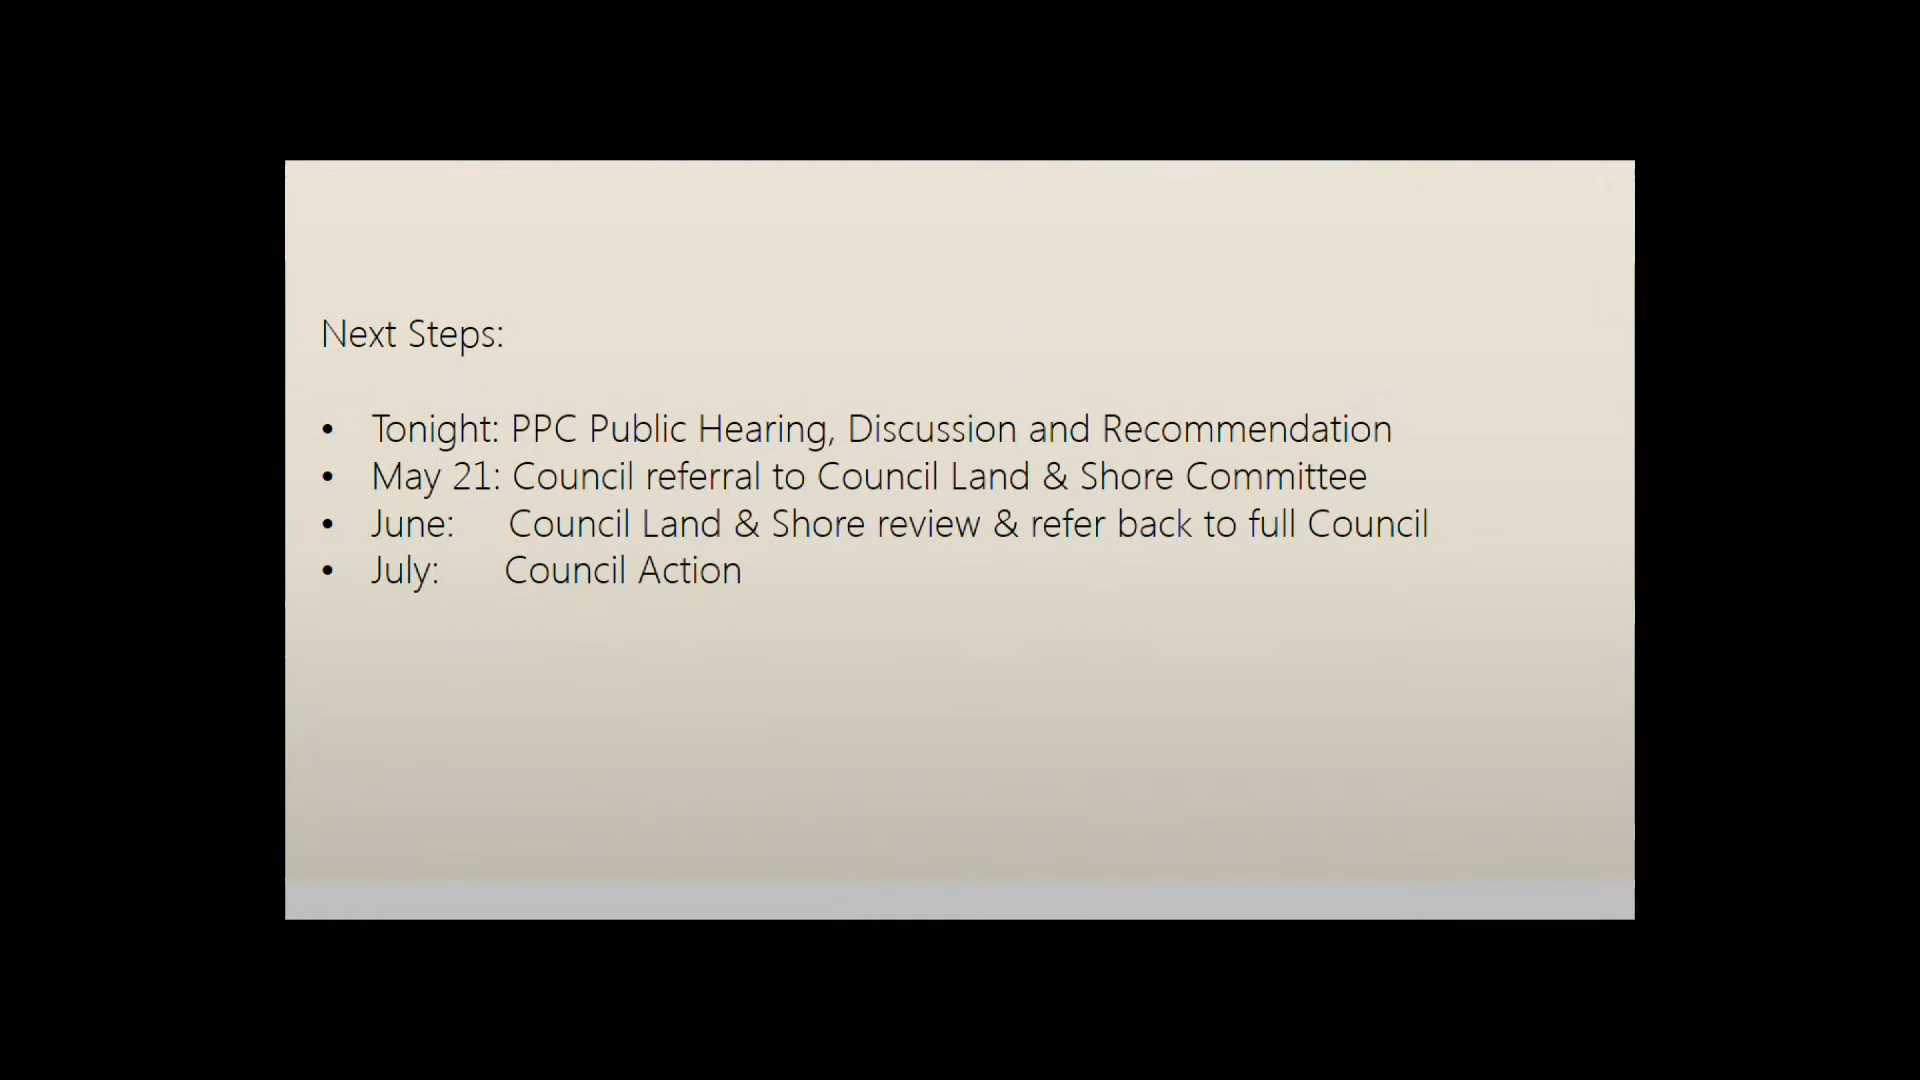 Next Steps:
• Tonight: PPC Public Hearing, Discussion and Recommendation
• May 21: Council referral to Council Land & Shore Committee
• June: Council Land & Shore review & refer back to full Council
• July: Council Action